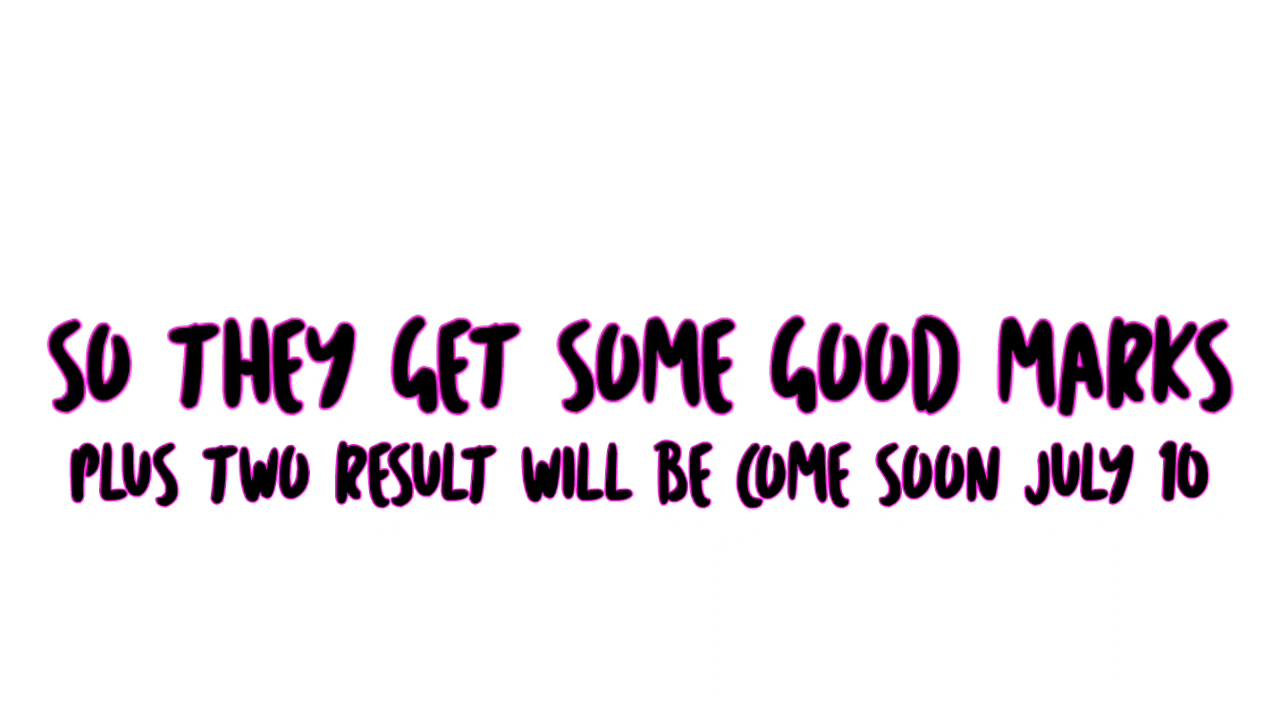 SO THEY GET SOME GOOD MARKS
PLUS TWO RESULT WILL BE COME SOON JULY 10